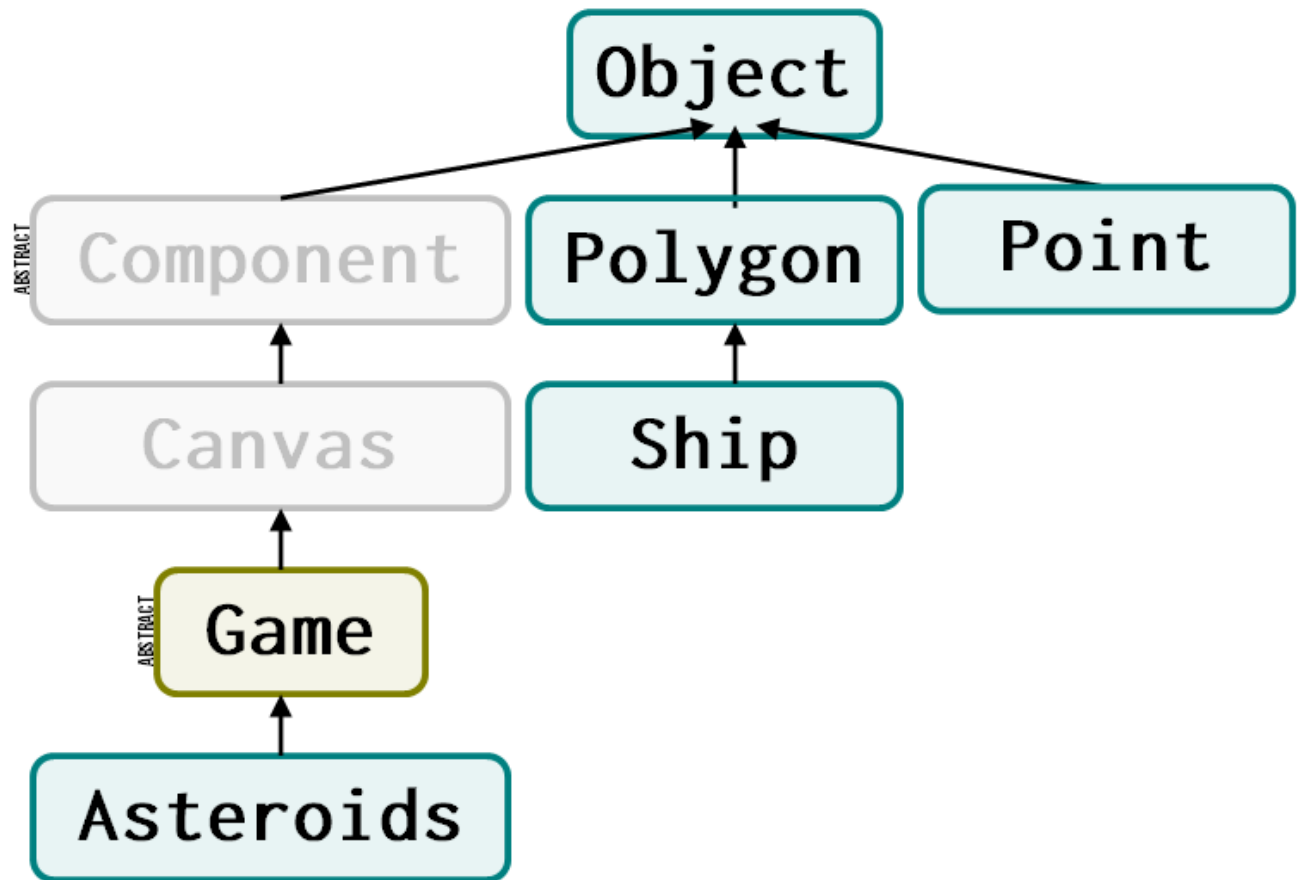 Object
ABSTRACT
Component
Polygon
Point
Canvas
Ship
ABSTRACT
Game
Asteroids